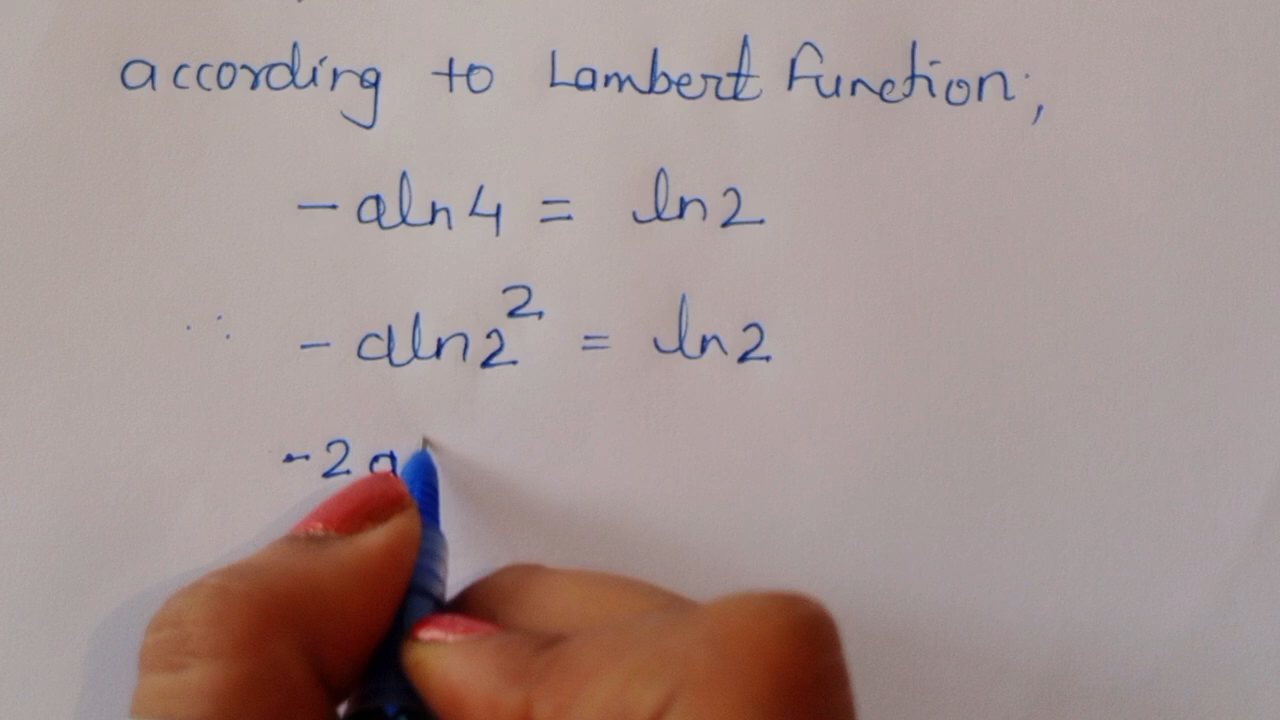 according to Lambert function;
- aln4 = ln2
∴ - aln2² = ln2
-2a